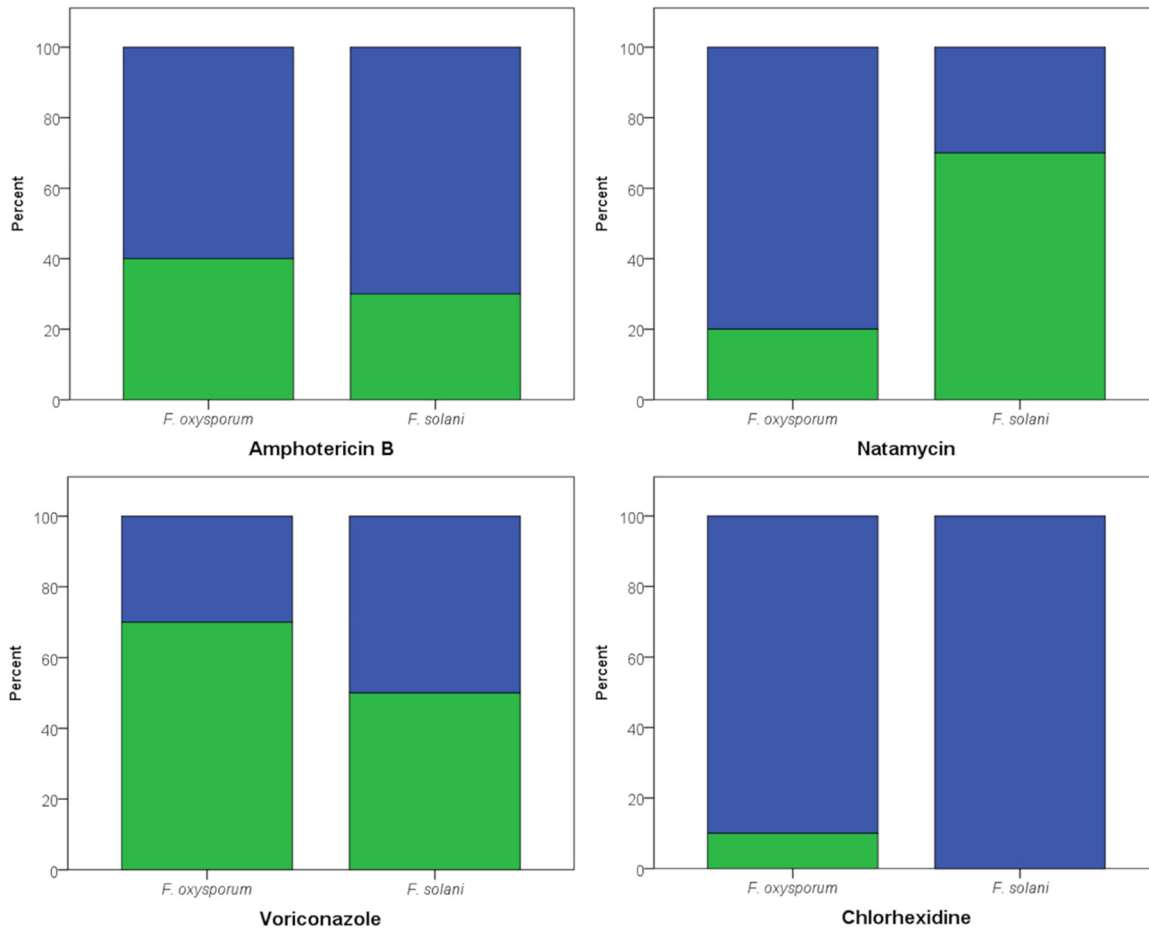 100
80
60
40
20
0
Percent
F. oxysporum F. solani
Amphotericin B
100
80
60
40
20
0
Percent
F. oxysporum F. solani
Natamycin
100
80
60
40
20
0
Percent
F. oxysporum F. solani
Voriconazole
100
80
60
40
20
0
Percent
F. oxysporum F. solani
Chlorhexidine